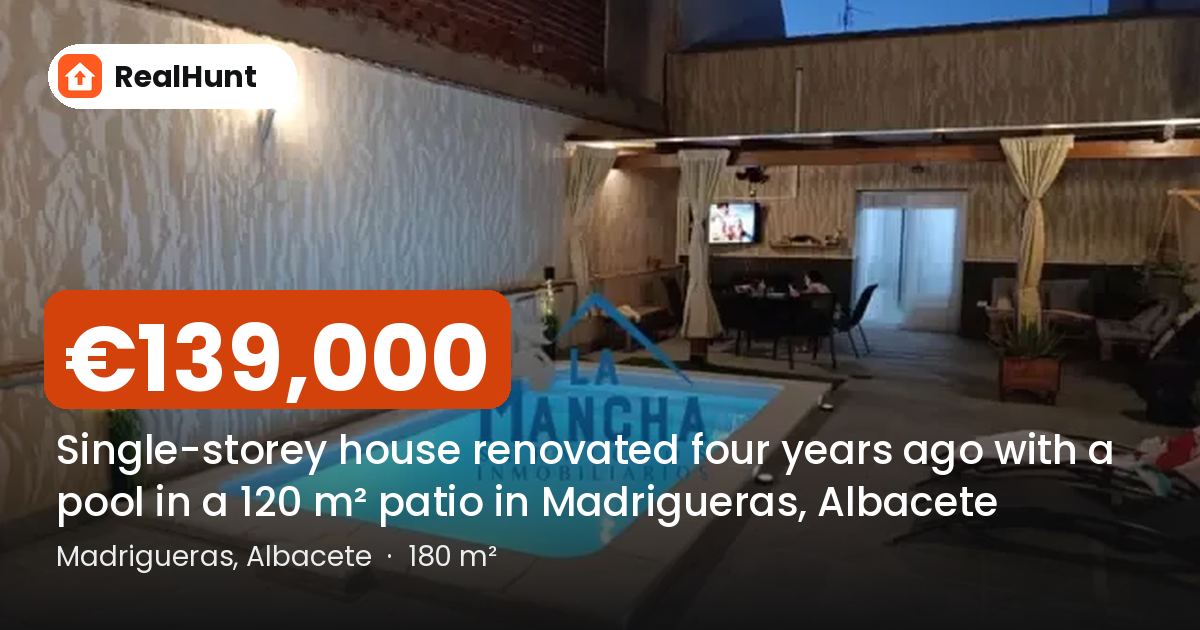 RealHunt
€139,000
LA
MANCHA
INMOBILIARIOS
Single-storey house renovated four years ago with a
pool in a 120 m² patio in Madrigueras, Albacete
Madrigueras, Albacete · 180 m²